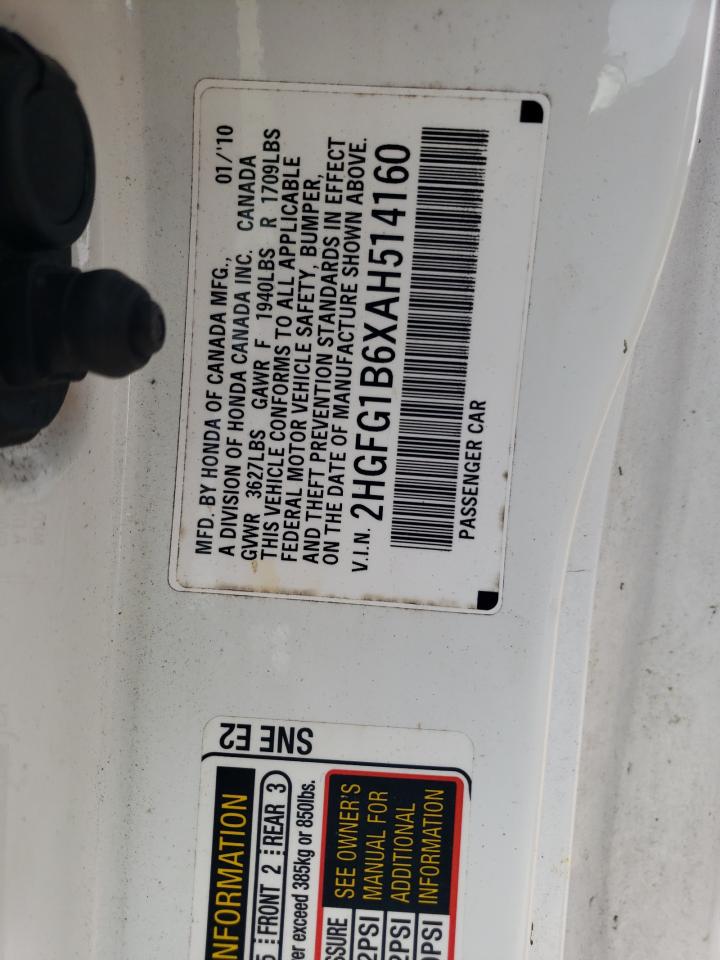 MFD. BY HONDA OF CANADA MFG., 01/'10
A DIVISION OF HONDA CANADA INC. CANADA
GVWR 3627LBS GAWR F 1940LBS R 1709LBS
THIS VEHICLE CONFORMS TO ALL APPLICABLE
FEDERAL MOTOR VEHICLE SAFETY, BUMPER,
AND THEFT PREVENTION STANDARDS IN EFFECT
ON THE DATE OF MANUFACTURE SHOWN ABOVE.
V.I.N. 2HGFG1B6XAH514160
PASSENGER CAR
SNE E2
FRONT 2 REAR 3
exceed 385kg or 850lbs.
SEE OWNER'S
MANUAL FOR
ADDITIONAL
INFORMATION